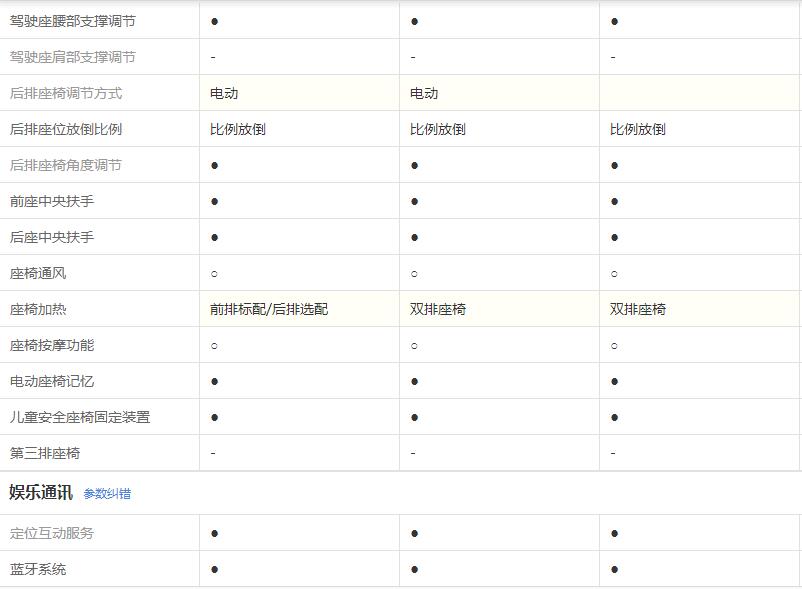 驾驶座腰部支撑调节 ● ● ●
驾驶座肩部支撑调节 - - -
后排座椅调节方式 电动 电动
后排座位放倒比例 比例放倒 比例放倒 比例放倒
后排座椅角度调节 ● ● ●
前座中央扶手 ● ● ●
后座中央扶手 ● ● ●
座椅通风 ○ ○ ○
座椅加热 前排标配/后排选配 双排座椅 双排座椅
座椅按摩功能 ○ ○ ○
电动座椅记忆 ● ● ●
儿童安全座椅固定装置 ● ● ●
第三排座椅 - - -
娱乐通讯 参数纠错
定位互动服务 ● ● ●
蓝牙系统 ● ● ●